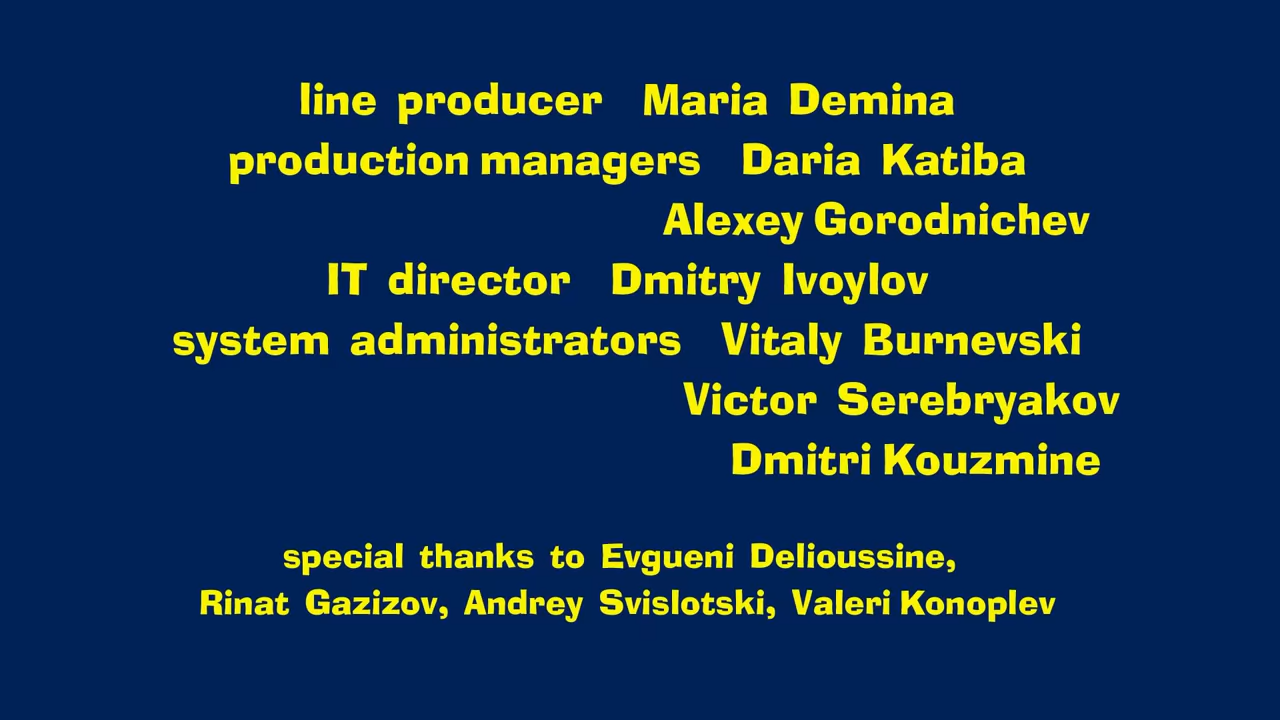 line producer Maria Demina
production managers Daria Katiba
Alexey Gorodnichev
IT director Dmitry Ivoylov
system administrators Vitaly Burnevski
Victor Serebryakov
Dmitri Kouzmine
special thanks to Evgueni Delioussine,
Rinat Gazizov, Andrey Svislotski, Valeri Konoplev